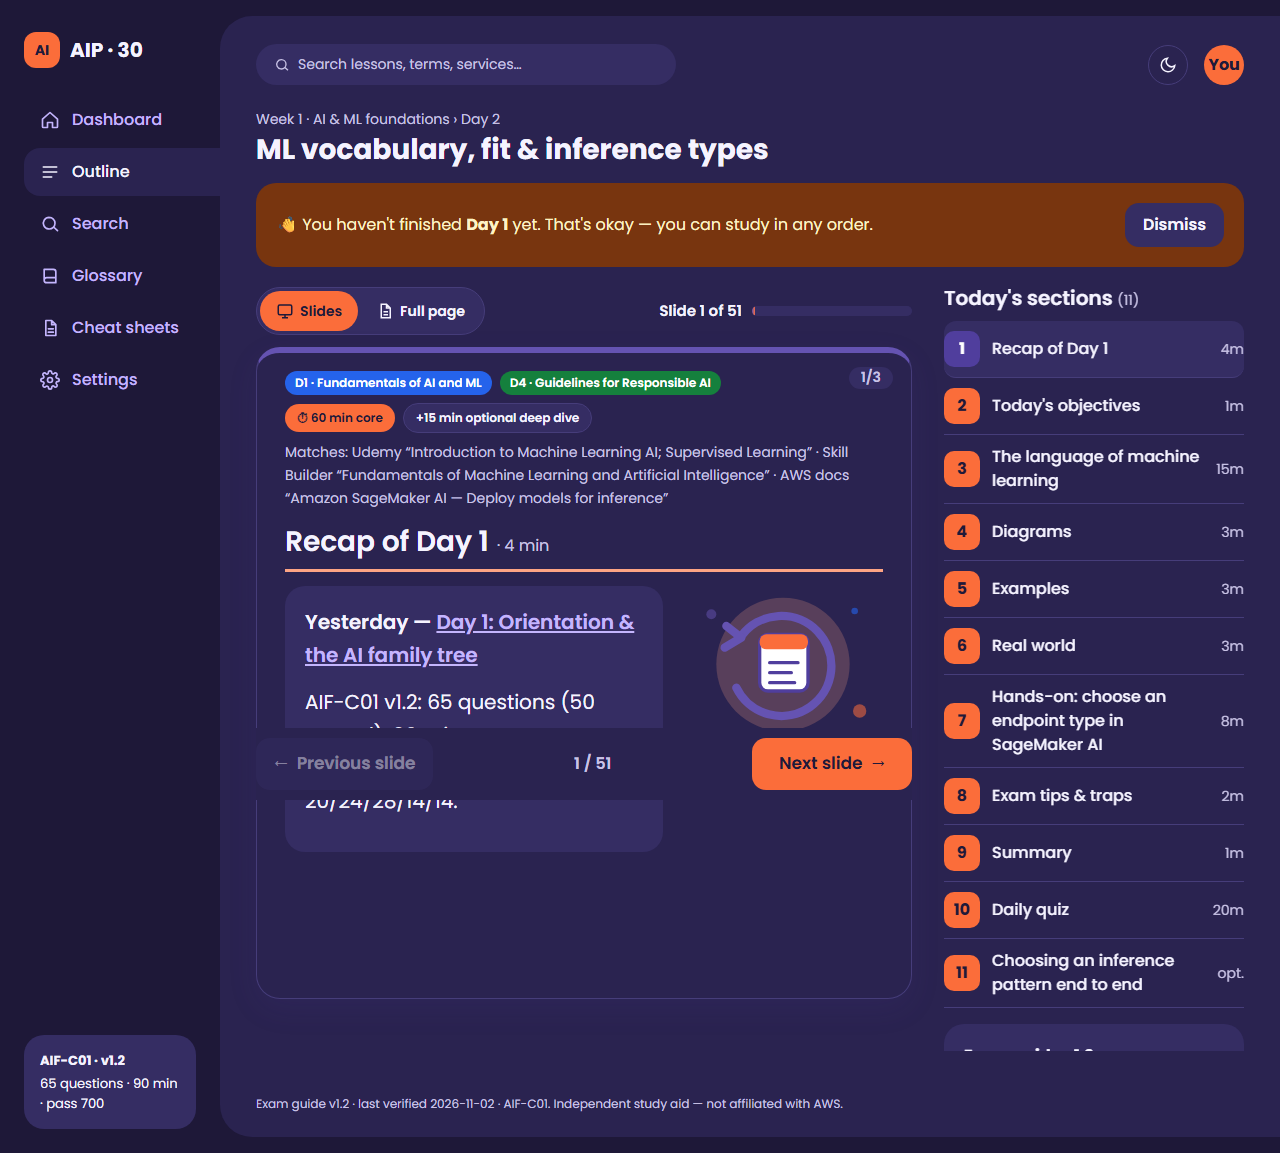 AI AIP · 30
Dashboard
Outline
Search
Glossary
Cheat sheets
Settings
AIF-C01 · v1.2
65 questions · 90 min
· pass 700
Search lessons, terms, services…
You
Week 1 · AI & ML foundations › Day 2
ML vocabulary, fit & inference types
👋 You haven't finished Day 1 yet. That's okay — you can study in any order.
Dismiss
Slides
Full page
Slide 1 of 51
D1 · Fundamentals of AI and ML
D4 · Guidelines for Responsible AI
1/3
⏱ 60 min core
+15 min optional deep dive
Matches: Udemy “Introduction to Machine Learning AI; Supervised Learning” · Skill
Builder “Fundamentals of Machine Learning and Artificial Intelligence” · AWS docs
“Amazon SageMaker AI — Deploy models for inference”
Recap of Day 1 · 4 min
Yesterday — Day 1: Orientation &
the AI family tree
AIF-C01 v1.2: 65 questions (50
← Previous slide
1 / 51
Next slide →
20/24/28/14/14.
Today's sections (11)
1 Recap of Day 1 4m
2 Today's objectives 1m
3 The language of machine
learning 15m
4 Diagrams 3m
5 Examples 3m
6 Real world 3m
7 Hands-on: choose an
endpoint type in
SageMaker AI 8m
8 Exam tips & traps 2m
9 Summary 1m
10 Daily quiz 20m
11 Choosing an inference
pattern end to end opt.
Exam guide v1.2 · last verified 2026-11-02 · AIF-C01. Independent study aid — not affiliated with AWS.